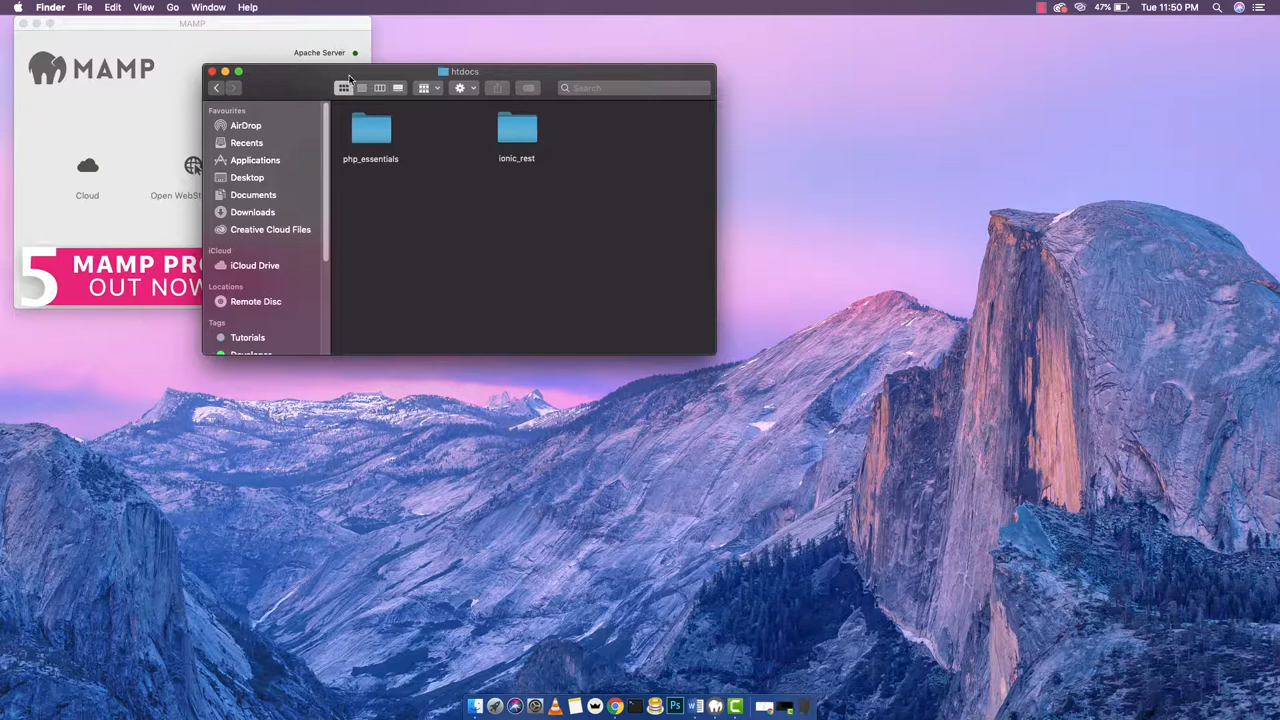 Finder File Edit View Go Window Help
47% Tue 11:50 PM
MAMP
Apache Server
MAMP
htdocs
Search
Favourites
AirDrop
Recents
Applications
Desktop
Documents
Downloads
Creative Cloud Files
iCloud
iCloud Drive
Locations
Remote Disc
Tags
Tutorials
php_essentials
ionic_rest
Cloud
Open WebSt
5 MAMP PR
OUT NOW
Ps